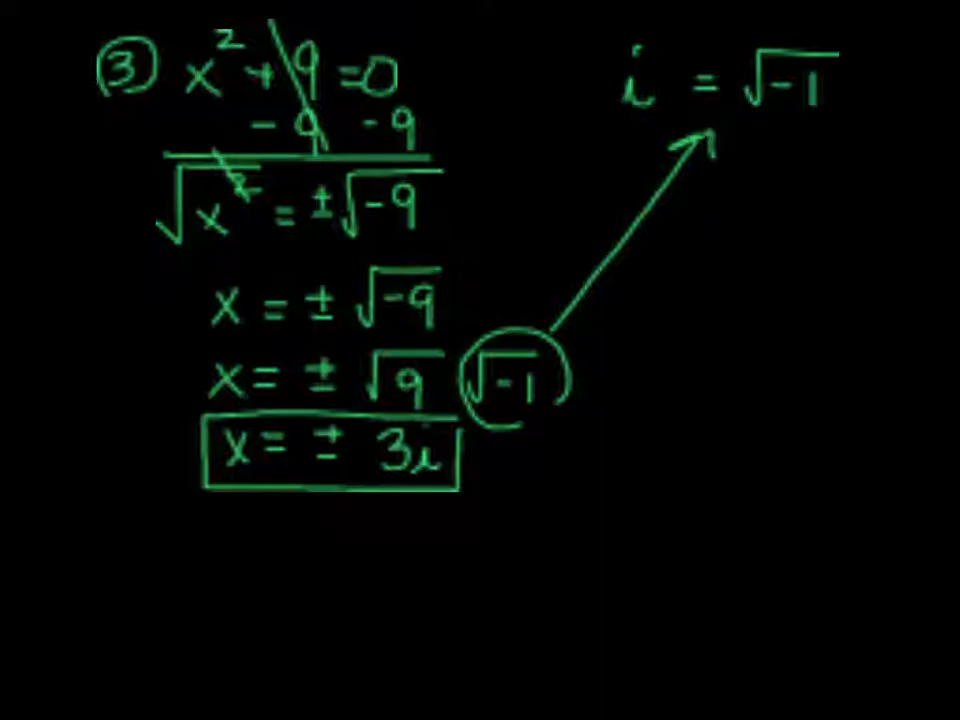 ③ x² + 9 = 0
- 9 - 9
√x² = ± √-9
x = ± √-9
x = ± √9 √-1
x = ± 3i
i = √-1